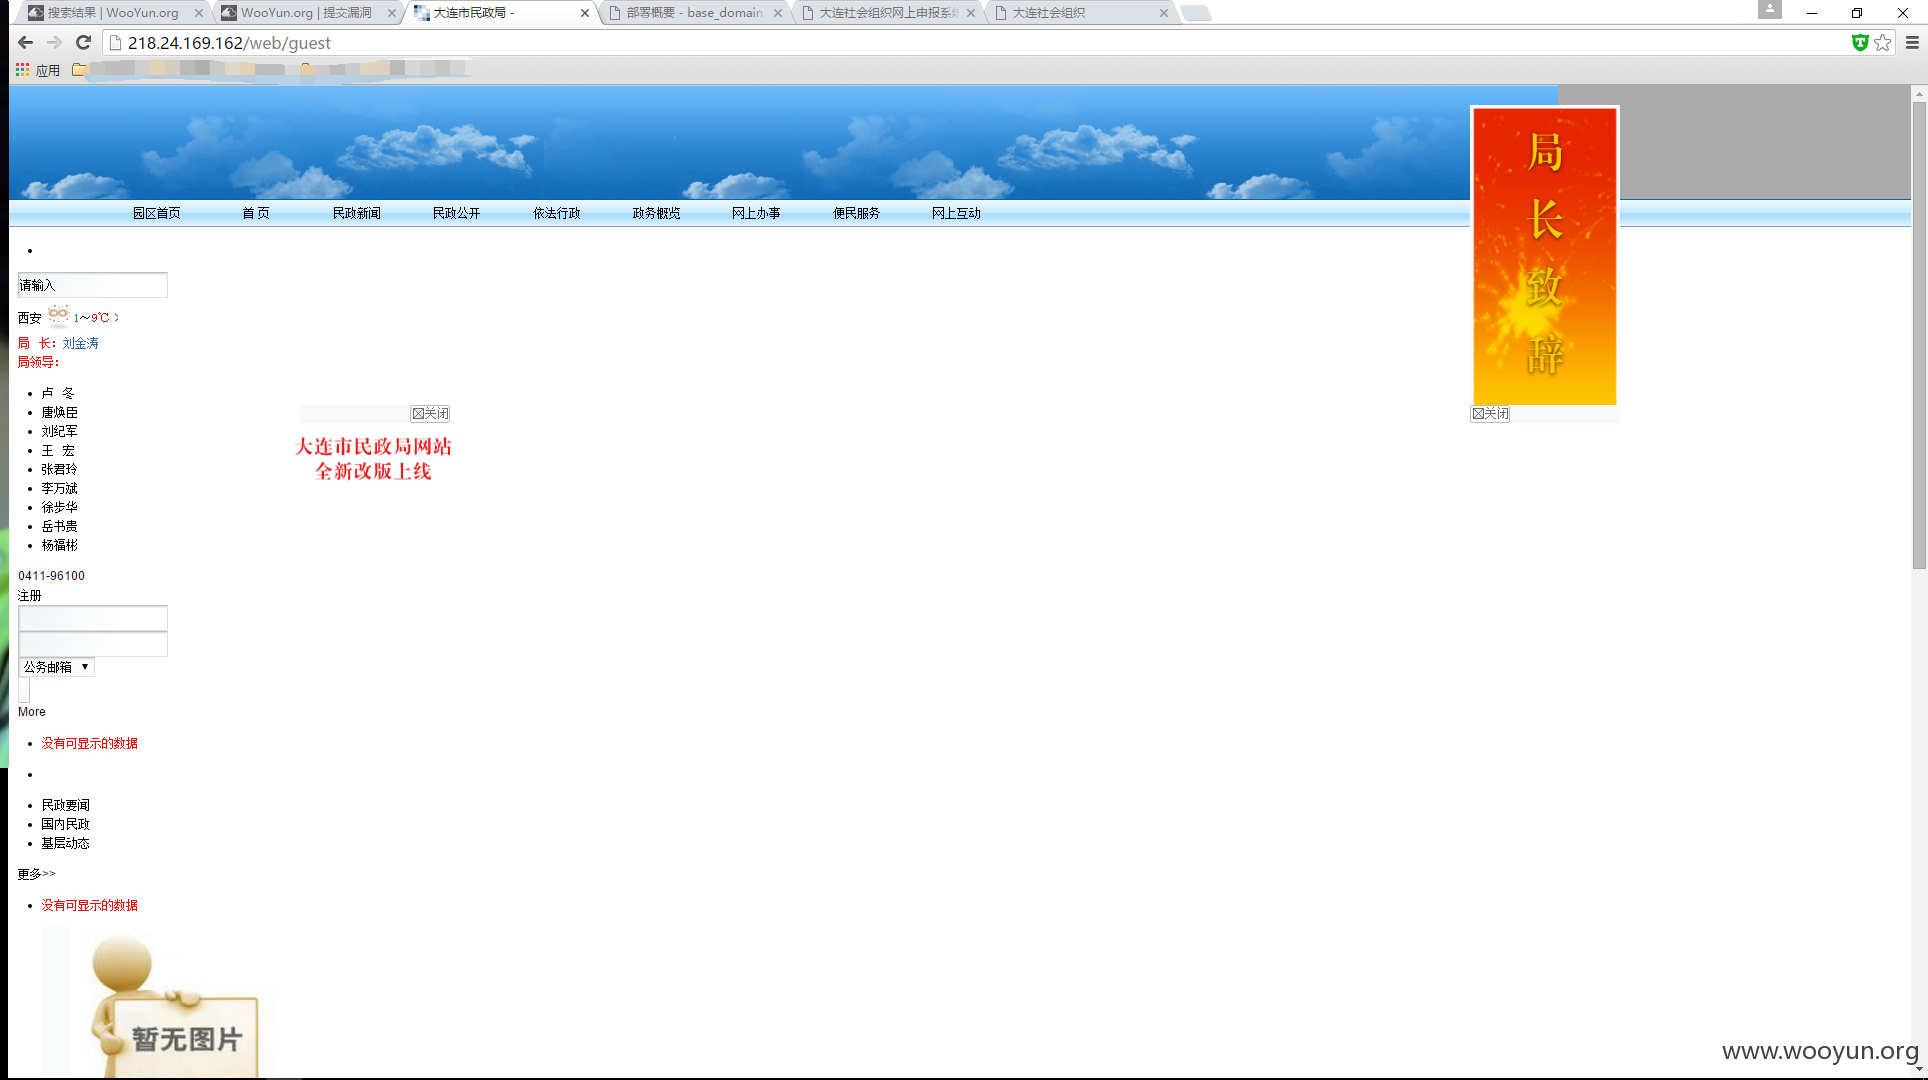 搜索结果 | WooYun.org
WooYun.org | 提交漏洞
大连市民政局 -
部署概要 - base_domain
大连社会组织网上申报系统
大连社会组织
218.24.169.162/web/guest
应用
园区首页 首 页 民政新闻 民政公开 依法行政 政务概览 网上办事 便民服务 网上互动
局
长
致
辞
关闭
请输入
西安 1～9℃
局 长：刘金涛
局领导：
卢 冬
唐焕臣
刘纪军
王 宏
张君玲
李万斌
徐步华
岳书贵
杨福彬
关闭
大连市民政局网站
全新改版上线
0411-96100
注册
公务邮箱
More
没有可显示的数据
民政要闻
国内民政
基层动态
更多>>
没有可显示的数据
暂无图片
www.wooyun.org